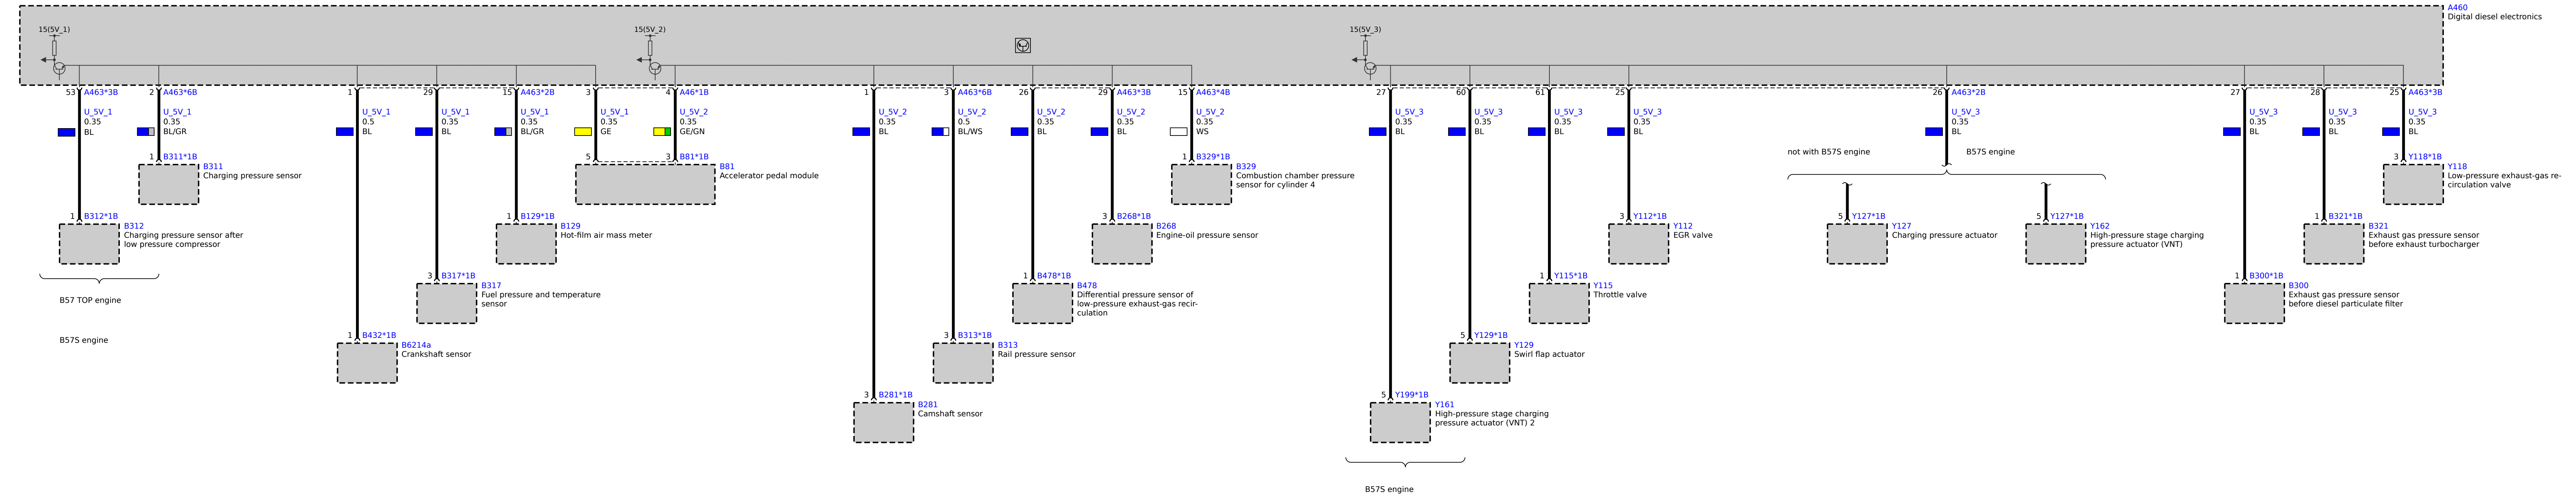 A460
Digital diesel electronics
15(5V_1)
15(5V_2)
15(5V_3)
53 A463*3B
U_5V_1
0.35
BL
2 A463*6B
U_5V_1
0.35
BL/GR
1
U_5V_1
0.5
BL
29
U_5V_1
0.35
BL
15 A463*2B
U_5V_1
0.35
BL/GR
3
U_5V_1
0.35
GE
4 A46*1B
U_5V_2
0.35
GE/GN
1
U_5V_2
0.35
BL
3 A463*6B
U_5V_2
0.5
BL/WS
26
U_5V_2
0.35
BL
29 A463*3B
U_5V_2
0.35
BL
15 A463*4B
U_5V_2
0.35
WS
27
U_5V_3
0.35
BL
60
U_5V_3
0.35
BL
61
U_5V_3
0.35
BL
25
U_5V_3
0.35
BL
26 A463*2B
U_5V_3
0.35
BL
27
U_5V_3
0.35
BL
28
U_5V_3
0.35
BL
25 A463*3B
U_5V_3
0.35
BL
not with B57S engine
B57S engine
1 B311*1B
B311
Charging pressure sensor
5
3 B81*1B
B81
Accelerator pedal module
1 B329*1B
B329
Combustion chamber pressure
sensor for cylinder 4
3 Y118*1B
Y118
Low-pressure exhaust-gas re-
circulation valve
1 B312*1B
B312
Charging pressure sensor after
low pressure compressor
1 B129*1B
B129
Hot-film air mass meter
3 B268*1B
B268
Engine-oil pressure sensor
3 Y112*1B
Y112
EGR valve
5 Y127*1B
Y127
Charging pressure actuator
5 Y127*1B
Y162
High-pressure stage charging
pressure actuator (VNT)
1 B321*1B
B321
Exhaust gas pressure sensor
before exhaust turbocharger
3 B317*1B
B317
Fuel pressure and temperature
sensor
1 B478*1B
B478
Differential pressure sensor of
low-pressure exhaust-gas recir-
culation
1 Y115*1B
Y115
Throttle valve
1 B300*1B
B300
Exhaust gas pressure sensor
before diesel particulate filter
B57 TOP engine
B57S engine
1 B432*1B
B6214a
Crankshaft sensor
3 B313*1B
B313
Rail pressure sensor
5 Y129*1B
Y129
Swirl flap actuator
3 B281*1B
B281
Camshaft sensor
5 Y199*1B
Y161
High-pressure stage charging
pressure actuator (VNT) 2
B57S engine